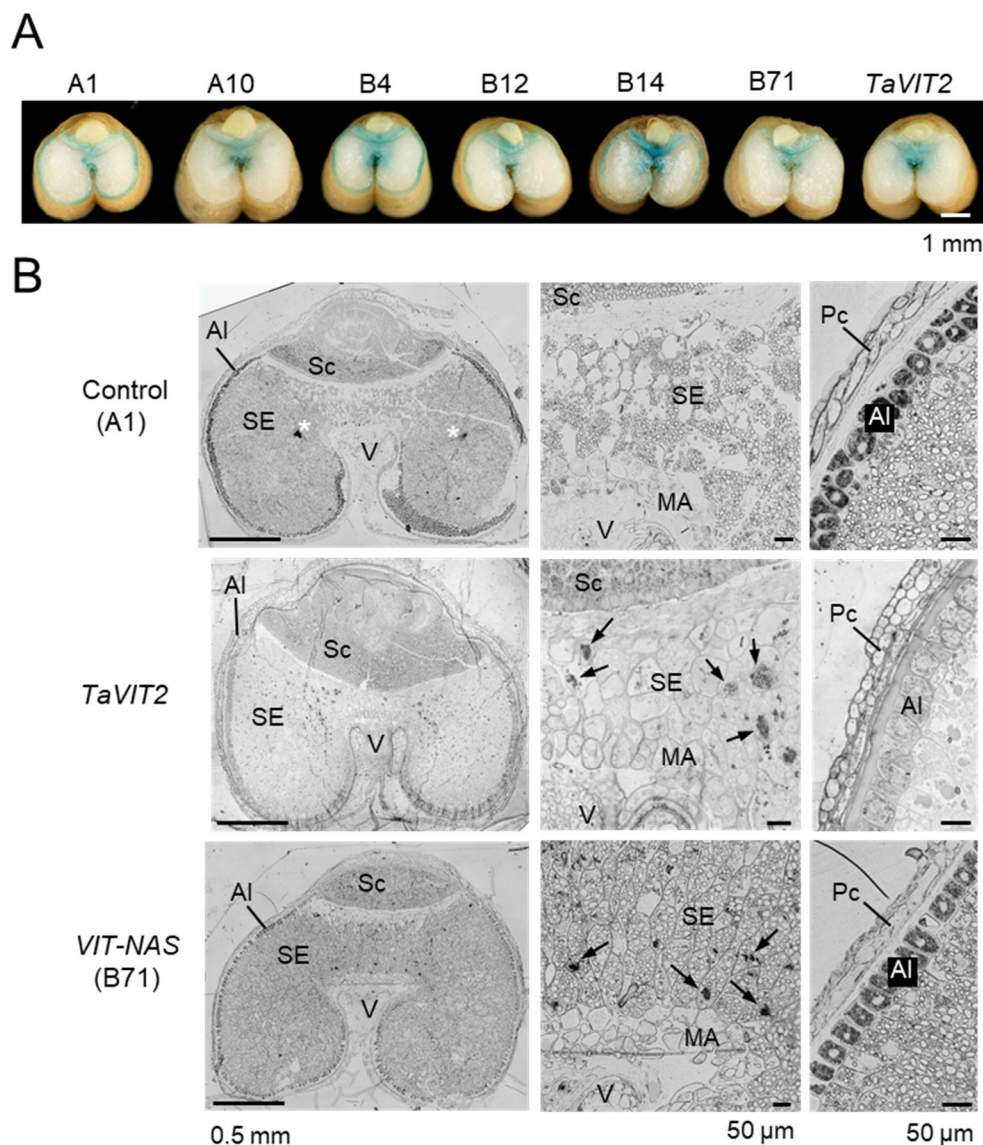 A
A1 A10 B4 B12 B14 B71 TaVIT2
1 mm
B
Al
Sc
SE
*
*
V
Control
(A1)
Sc
SE
MA
V
Pc
Al
Al
Sc
SE
V
TaVIT2
Sc
SE
MA
V
Pc
Al
Al
Sc
SE
V
VIT-NAS
(B71)
SE
MA
V
Pc
Al
0.5 mm 50 µm 50 µm